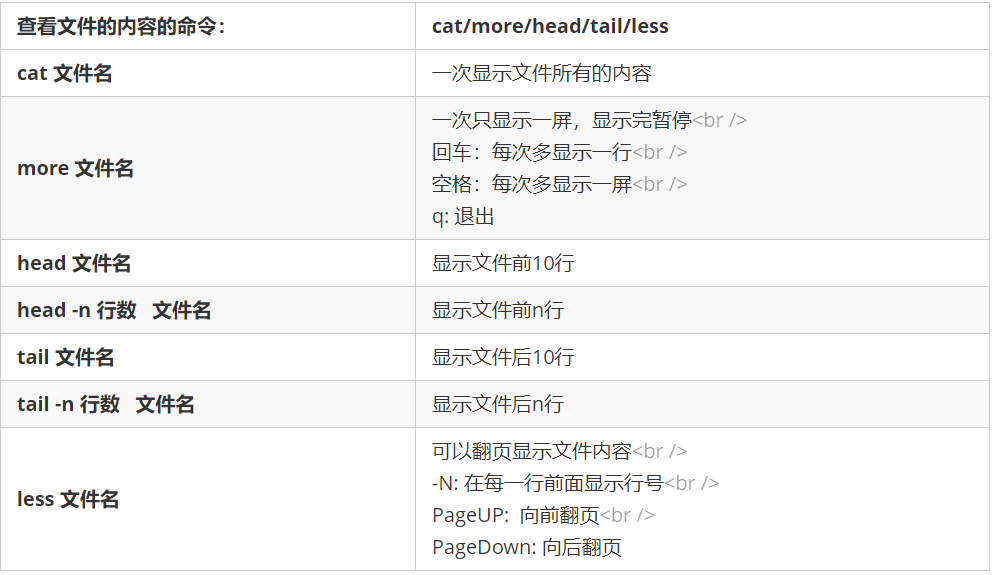 查看文件的内容的命令：
cat/more/head/tail/less
cat 文件名
一次显示文件所有的内容
more 文件名
一次只显示一屏，显示完暂停<br />
回车：每次多显示一行<br />
空格：每次多显示一屏<br />
q: 退出
head 文件名
显示文件前10行
head -n 行数   文件名
显示文件前n行
tail 文件名
显示文件后10行
tail -n 行数   文件名
显示文件后n行
less 文件名
可以翻页显示文件内容<br />
-N: 在每一行前面显示行号<br />
PageUP:  向前翻页<br />
PageDown: 向后翻页